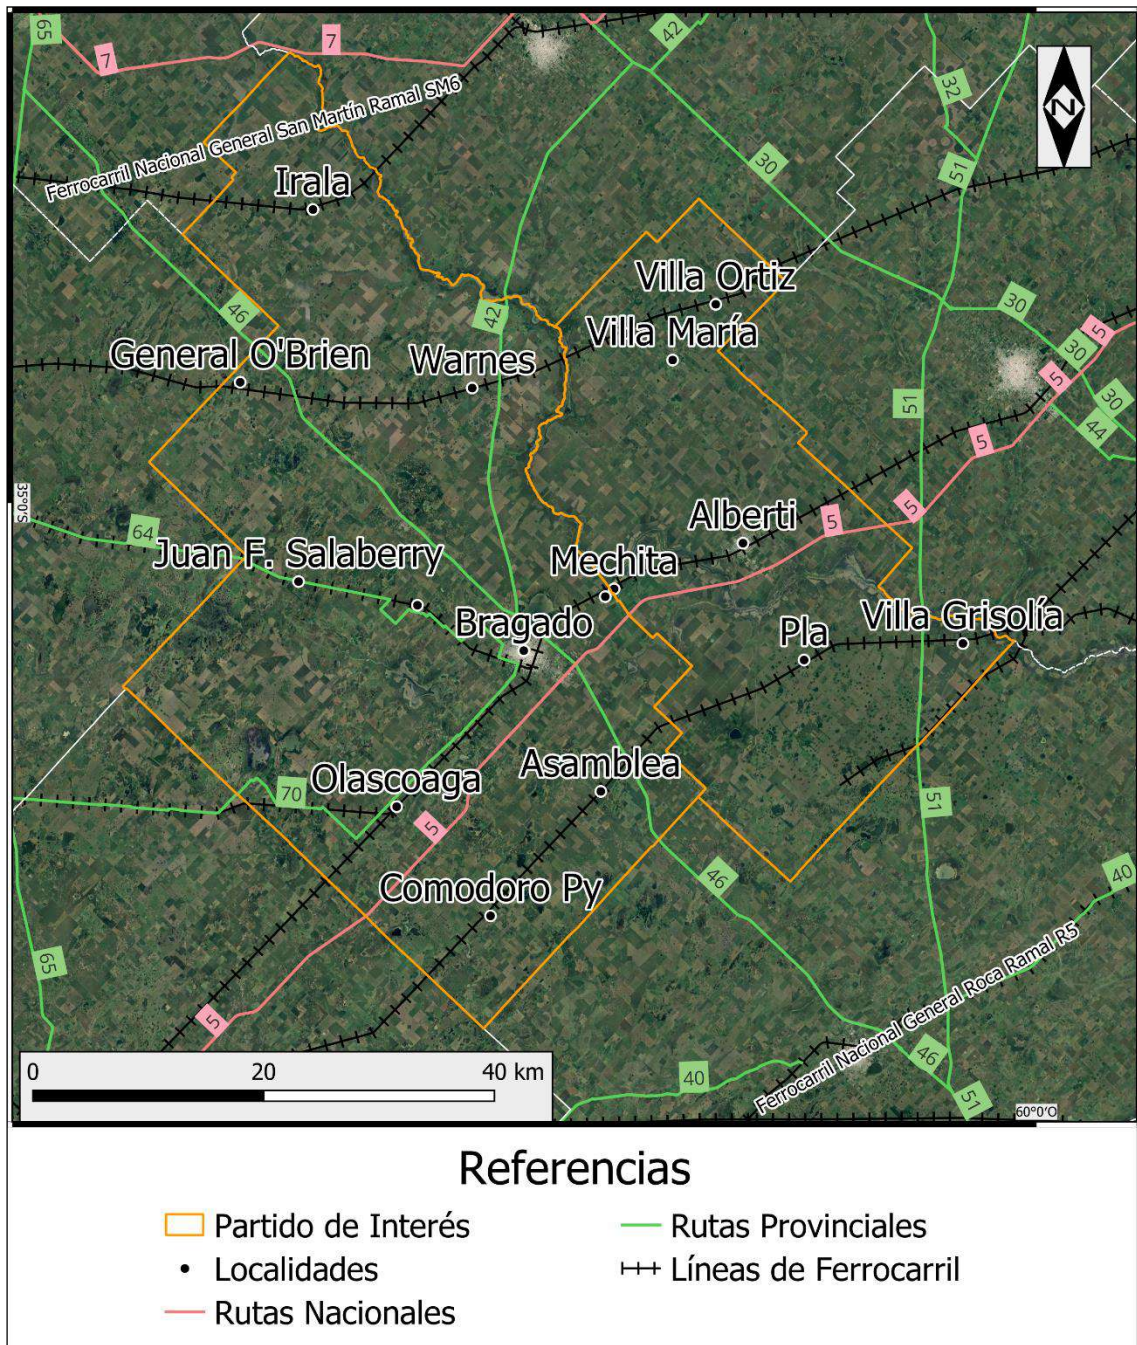 65
7
7
42
32
Ferrocarril Nacional General San Martín Ramal SM6
N
30
51
Irala
Villa Ortiz
46
42
30
Villa María
5
General O'Brien
Warnes
30
5
51
30
44
5
35°0'S
5
Alberti
5
64
Juan F. Salaberry
Mechita
Bragado
Pla
Villa Grisolía
Asamblea
Olascoaga
70
51
5
46
Comodoro Py
40
65
Ferrocarril Nacional General Roca Ramal R5
5
46
0
20
40 km
40
51
60°0'O
Referencias
Partido de Interés
Rutas Provinciales
Localidades
Líneas de Ferrocarril
Rutas Nacionales